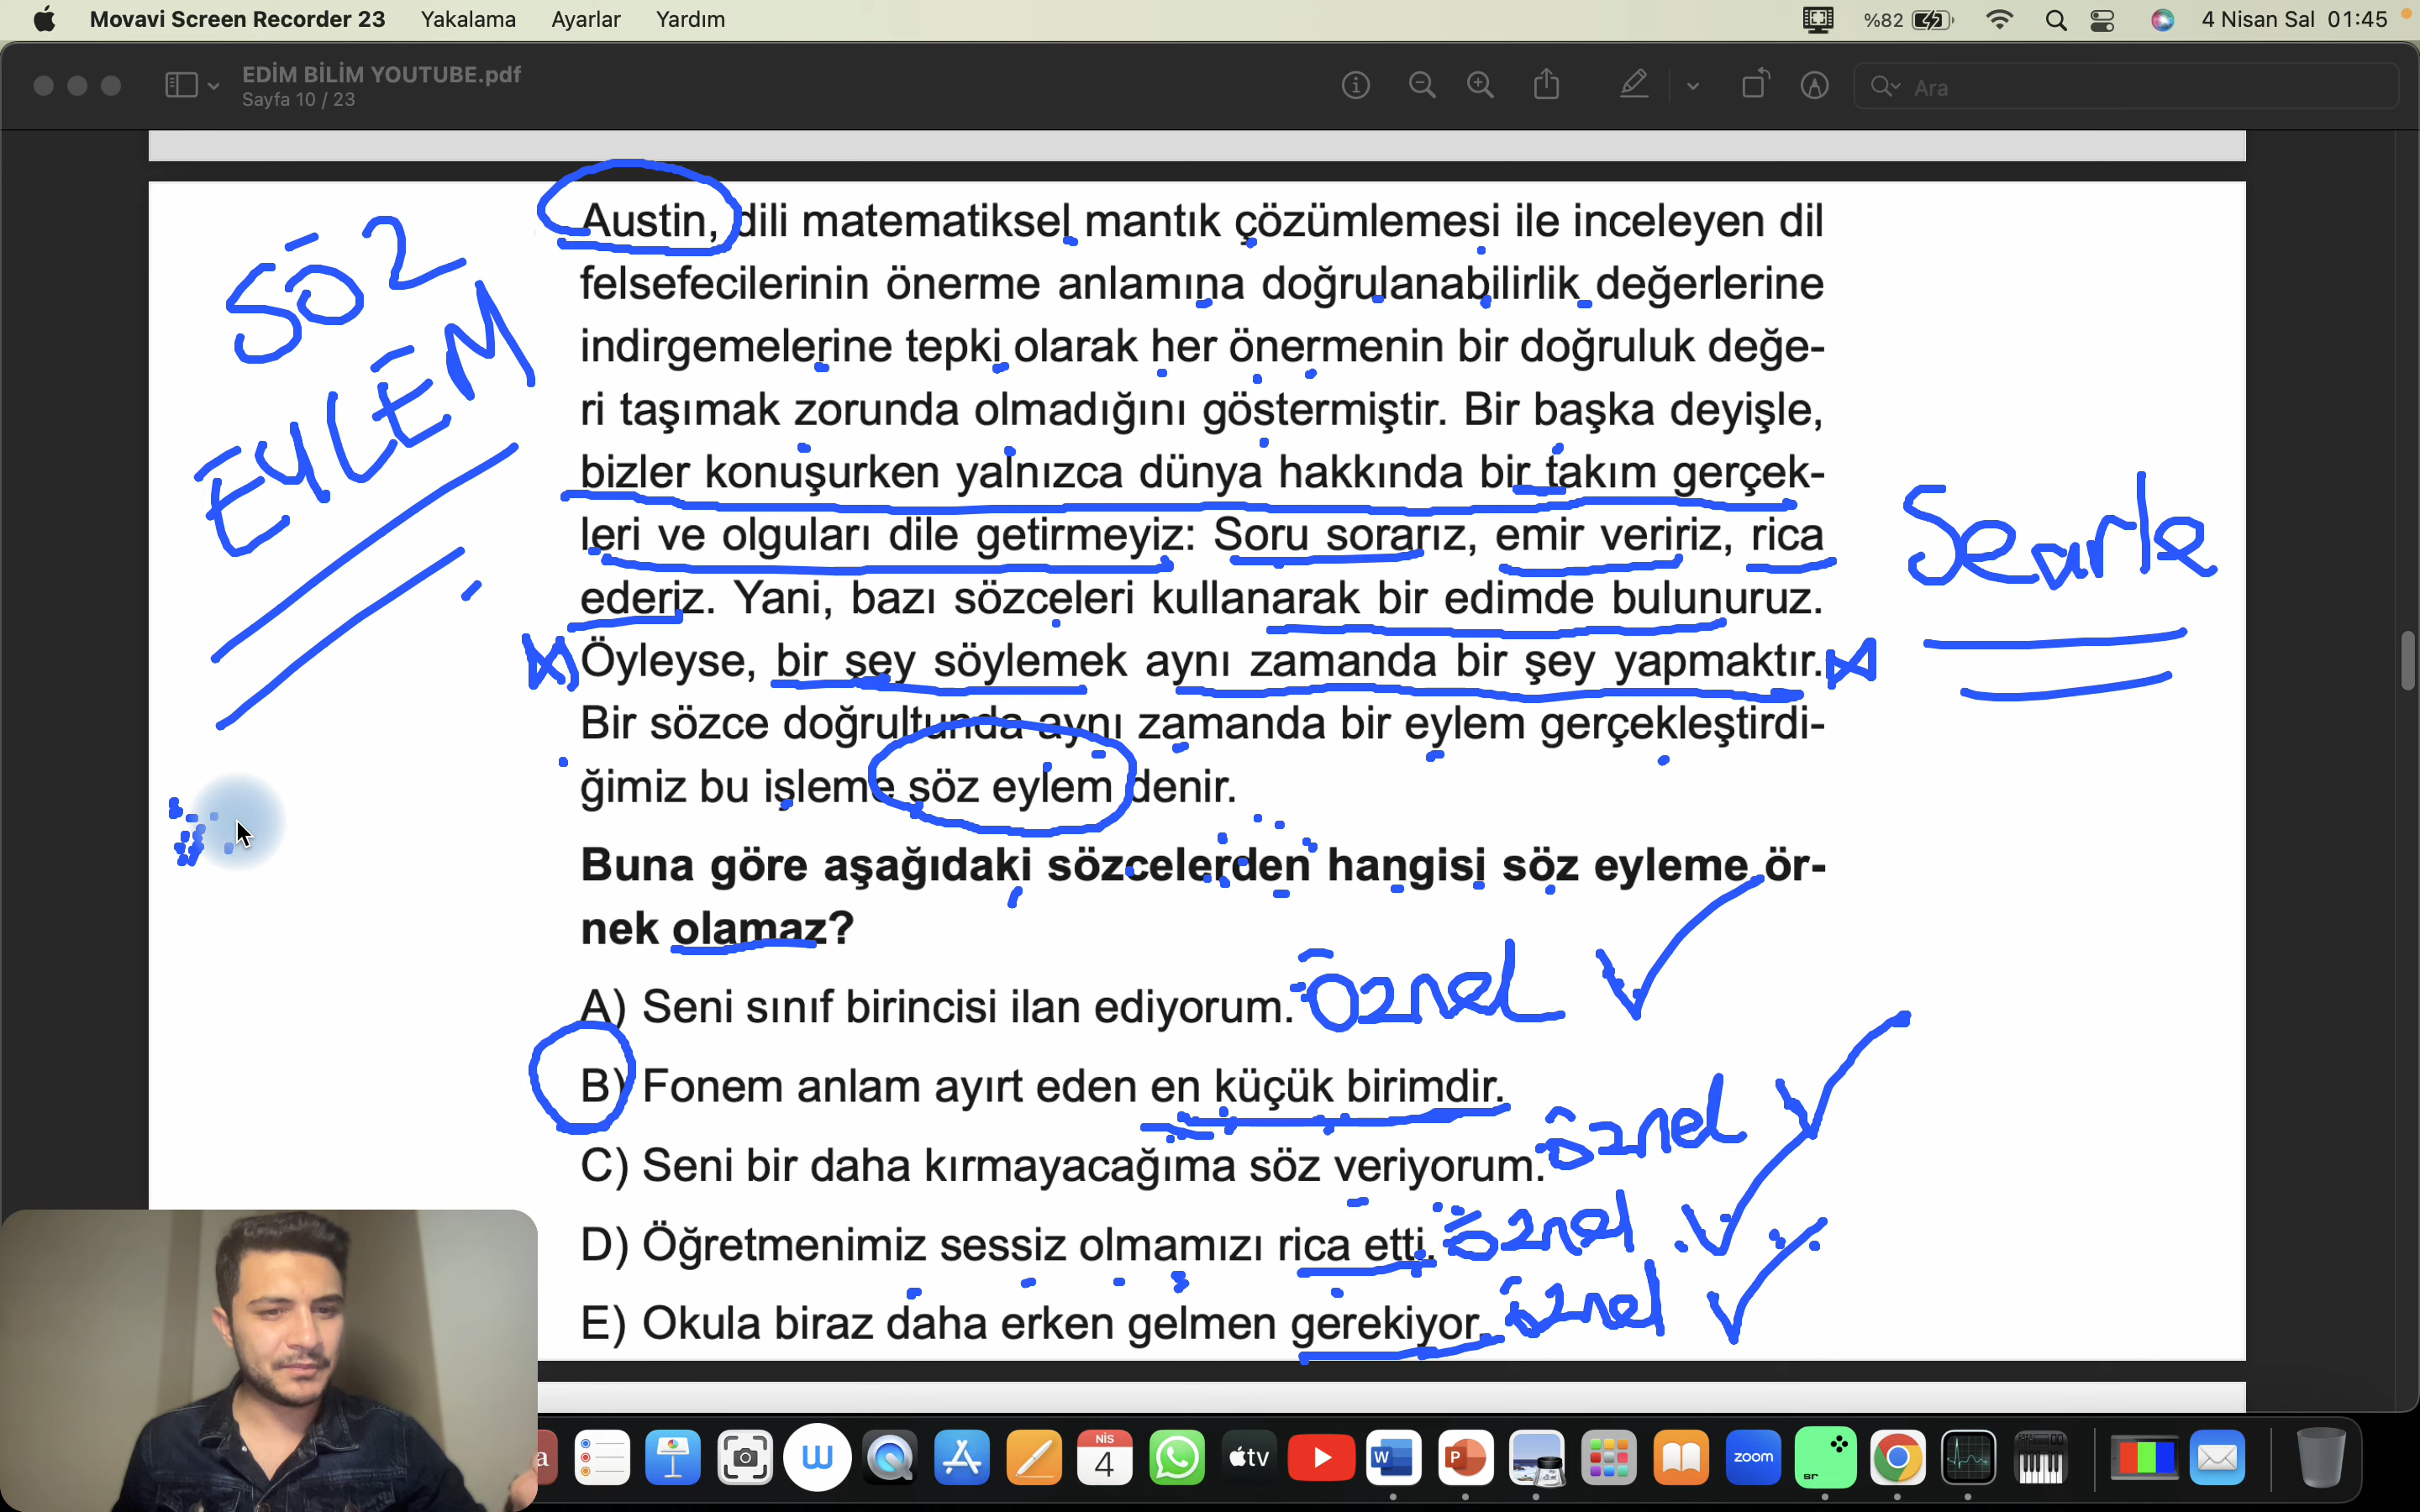 Movavi Screen Recorder 23 Yakalama Ayarlar Yardım %82 4 Nisan Sal 01:45
EDİM BİLİM YOUTUBE.pdf
Sayfa 10 / 23
Ara
SÖZ
EYLEM
Austin, dili matematiksel mantık çözümlemesi ile inceleyen dil
felsefecilerinin önerme anlamına doğrulanabilirlik değerlerine
indirgemelerine tepki olarak her önermenin bir doğruluk değe-
ri taşımak zorunda olmadığını göstermiştir. Bir başka deyişle,
bizler konuşurken yalnızca dünya hakkında bir takım gerçek-
leri ve olguları dile getirmeyiz: Soru sorarız, emir veririz, rica
ederiz. Yani, bazı sözceleri kullanarak bir edimde bulunuruz.
Öyleyse, bir şey söylemek aynı zamanda bir şey yapmaktır.
Bir sözce doğrultunda aynı zamanda bir eylem gerçekleştirdi-
ğimiz bu işleme söz eylem denir.
Searle
Buna göre aşağıdaki sözcelerden hangisi söz eyleme ör-
nek olamaz?
A) Seni sınıf birincisi ilan ediyorum. Öznel
B) Fonem anlam ayırt eden en küçük birimdir.
C) Seni bir daha kırmayacağıma söz veriyorum. Öznel
D) Öğretmenimiz sessiz olmamızı rica etti. Öznel
E) Okula biraz daha erken gelmen gerekiyor. Öznel
a
NİS
4
tv
W
P
zoom
sr